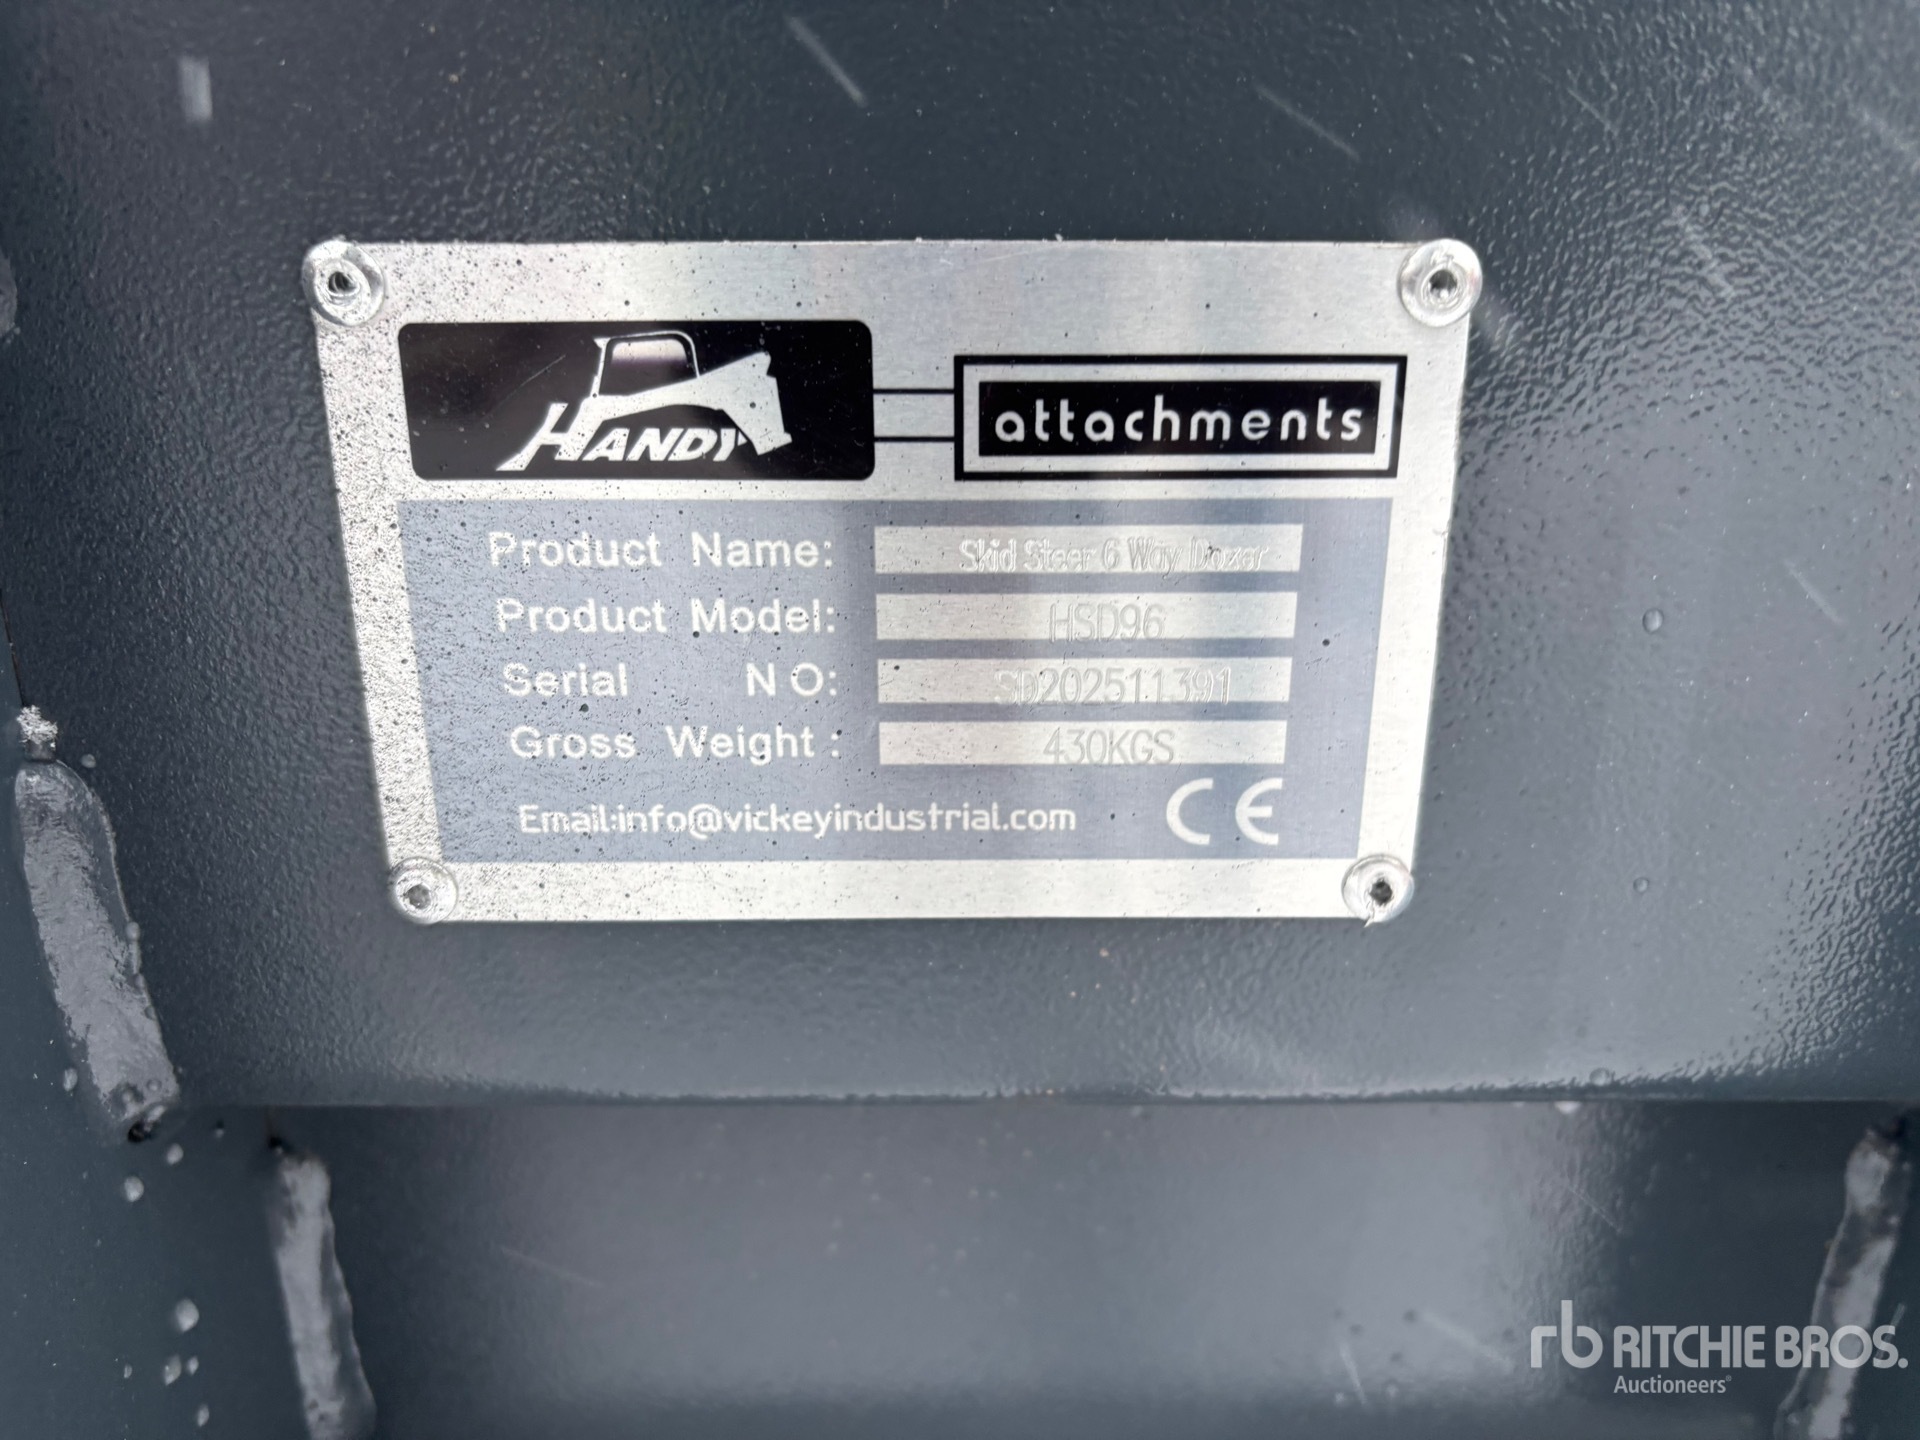 HANDY
attachments
Product Name: Skid Steer 6 Way Dozer
Product Model: HSD96
Serial NO: SD202511391
Gross Weight: 430KGS
Email:info@vickeyindustrial.com CE
rb RITCHIE BROS.
Auctioneers®